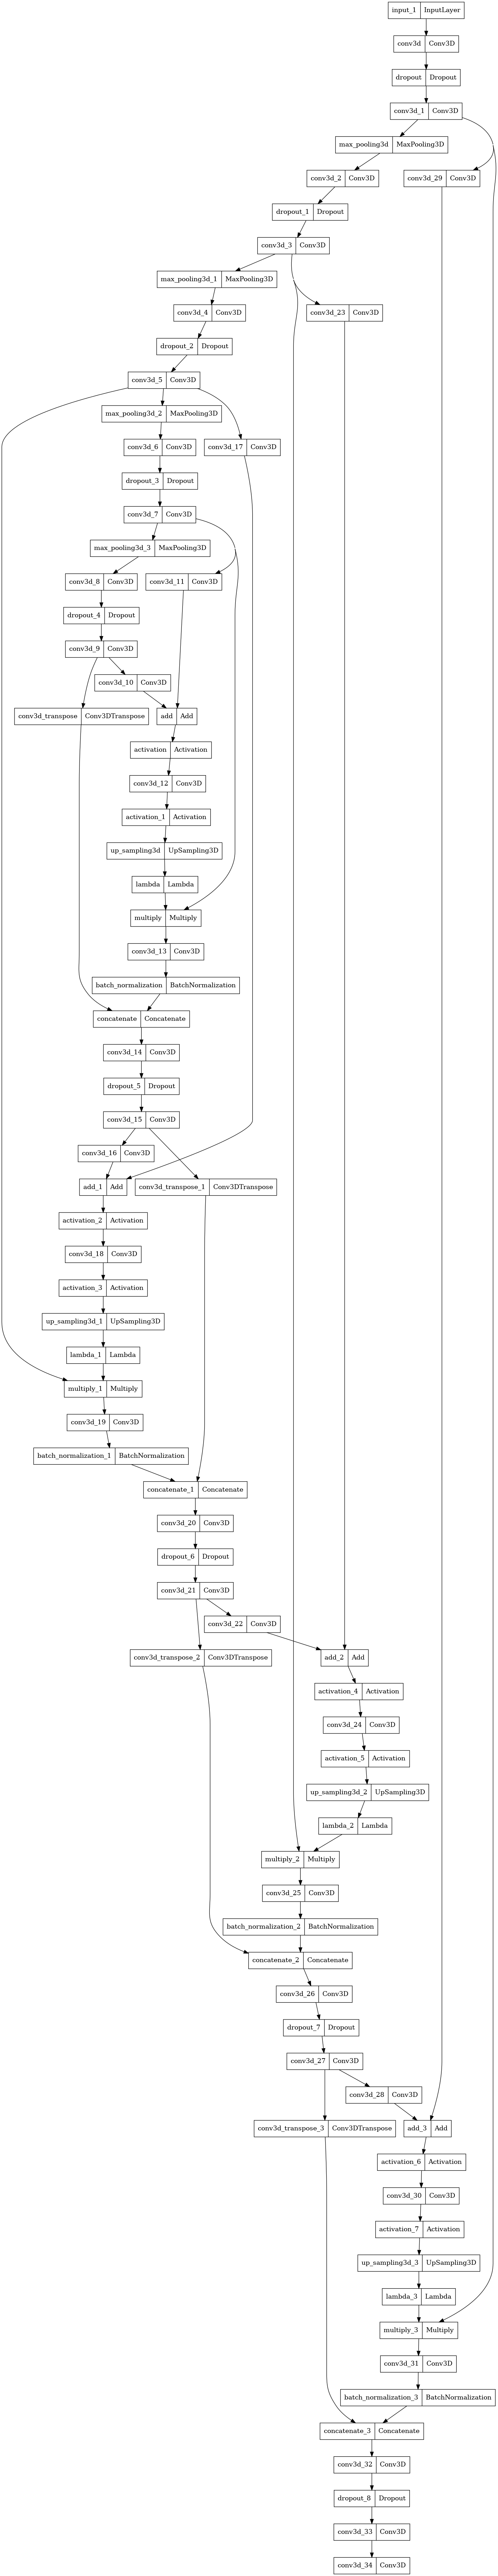 input_1 InputLayer
conv3d Conv3D
dropout Dropout
conv3d_1 Conv3D
max_pooling3d MaxPooling3D
conv3d_2 Conv3D
conv3d_29 Conv3D
dropout_1 Dropout
conv3d_3 Conv3D
max_pooling3d_1 MaxPooling3D
conv3d_4 Conv3D
conv3d_23 Conv3D
dropout_2 Dropout
conv3d_5 Conv3D
max_pooling3d_2 MaxPooling3D
conv3d_6 Conv3D
conv3d_17 Conv3D
dropout_3 Dropout
conv3d_7 Conv3D
max_pooling3d_3 MaxPooling3D
conv3d_8 Conv3D
conv3d_11 Conv3D
dropout_4 Dropout
conv3d_9 Conv3D
conv3d_10 Conv3D
conv3d_transpose Conv3DTranspose
add Add
activation Activation
conv3d_12 Conv3D
activation_1 Activation
up_sampling3d UpSampling3D
lambda Lambda
multiply Multiply
conv3d_13 Conv3D
batch_normalization BatchNormalization
concatenate Concatenate
conv3d_14 Conv3D
dropout_5 Dropout
conv3d_15 Conv3D
conv3d_16 Conv3D
add_1 Add
conv3d_transpose_1 Conv3DTranspose
activation_2 Activation
conv3d_18 Conv3D
activation_3 Activation
up_sampling3d_1 UpSampling3D
lambda_1 Lambda
multiply_1 Multiply
conv3d_19 Conv3D
batch_normalization_1 BatchNormalization
concatenate_1 Concatenate
conv3d_20 Conv3D
dropout_6 Dropout
conv3d_21 Conv3D
conv3d_22 Conv3D
conv3d_transpose_2 Conv3DTranspose
add_2 Add
activation_4 Activation
conv3d_24 Conv3D
activation_5 Activation
up_sampling3d_2 UpSampling3D
lambda_2 Lambda
multiply_2 Multiply
conv3d_25 Conv3D
batch_normalization_2 BatchNormalization
concatenate_2 Concatenate
conv3d_26 Conv3D
dropout_7 Dropout
conv3d_27 Conv3D
conv3d_28 Conv3D
conv3d_transpose_3 Conv3DTranspose
add_3 Add
activation_6 Activation
conv3d_30 Conv3D
activation_7 Activation
up_sampling3d_3 UpSampling3D
lambda_3 Lambda
multiply_3 Multiply
conv3d_31 Conv3D
batch_normalization_3 BatchNormalization
concatenate_3 Concatenate
conv3d_32 Conv3D
dropout_8 Dropout
conv3d_33 Conv3D
conv3d_34 Conv3D